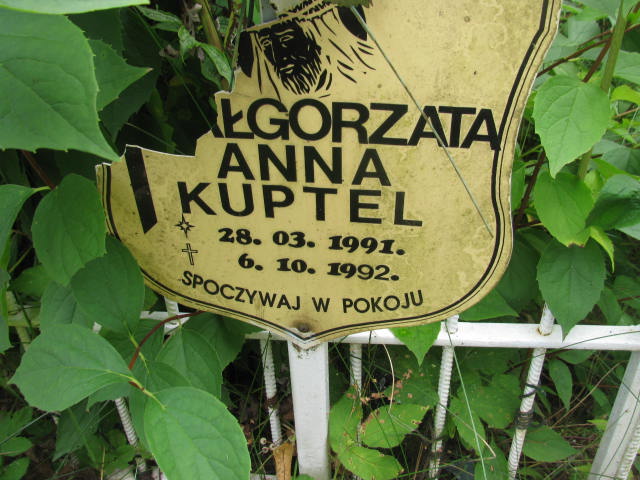 AŁGORZATA
ANNA
KUPTEL
28. 03. 1991.
6. 10. 1992.
SPOCZYWAJ W POKOJU